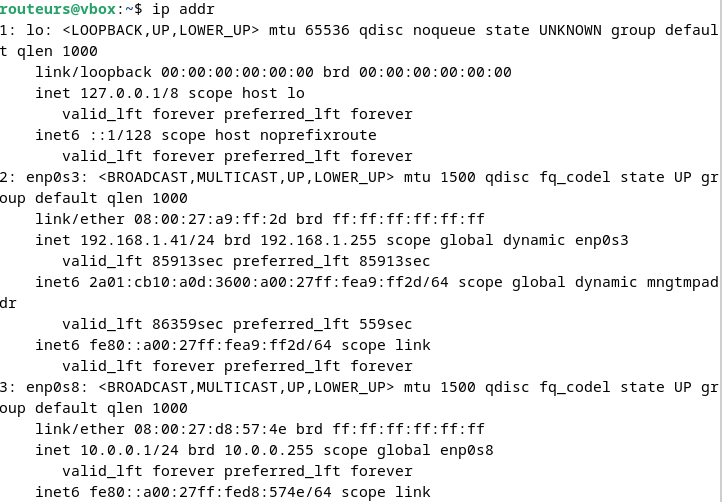 routeurs@vbox:~$ ip addr
1: lo: <LOOPBACK,UP,LOWER_UP> mtu 65536 qdisc noqueue state UNKNOWN group defaul
t qlen 1000
    link/loopback 00:00:00:00:00:00 brd 00:00:00:00:00:00
    inet 127.0.0.1/8 scope host lo
       valid_lft forever preferred_lft forever
    inet6 ::1/128 scope host noprefixroute
       valid_lft forever preferred_lft forever
2: enp0s3: <BROADCAST,MULTICAST,UP,LOWER_UP> mtu 1500 qdisc fq_codel state UP gr
oup default qlen 1000
    link/ether 08:00:27:a9:ff:2d brd ff:ff:ff:ff:ff:ff
    inet 192.168.1.41/24 brd 192.168.1.255 scope global dynamic enp0s3
       valid_lft 85913sec preferred_lft 85913sec
    inet6 2a01:cb10:a0d:3600:a00:27ff:fea9:ff2d/64 scope global dynamic mngtmpad
dr
       valid_lft 86359sec preferred_lft 559sec
    inet6 fe80::a00:27ff:fea9:ff2d/64 scope link
       valid_lft forever preferred_lft forever
3: enp0s8: <BROADCAST,MULTICAST,UP,LOWER_UP> mtu 1500 qdisc fq_codel state UP gr
oup default qlen 1000
    link/ether 08:00:27:d8:57:4e brd ff:ff:ff:ff:ff:ff
    inet 10.0.0.1/24 brd 10.0.0.255 scope global enp0s8
       valid_lft forever preferred_lft forever
    inet6 fe80::a00:27ff:fed8:574e/64 scope link